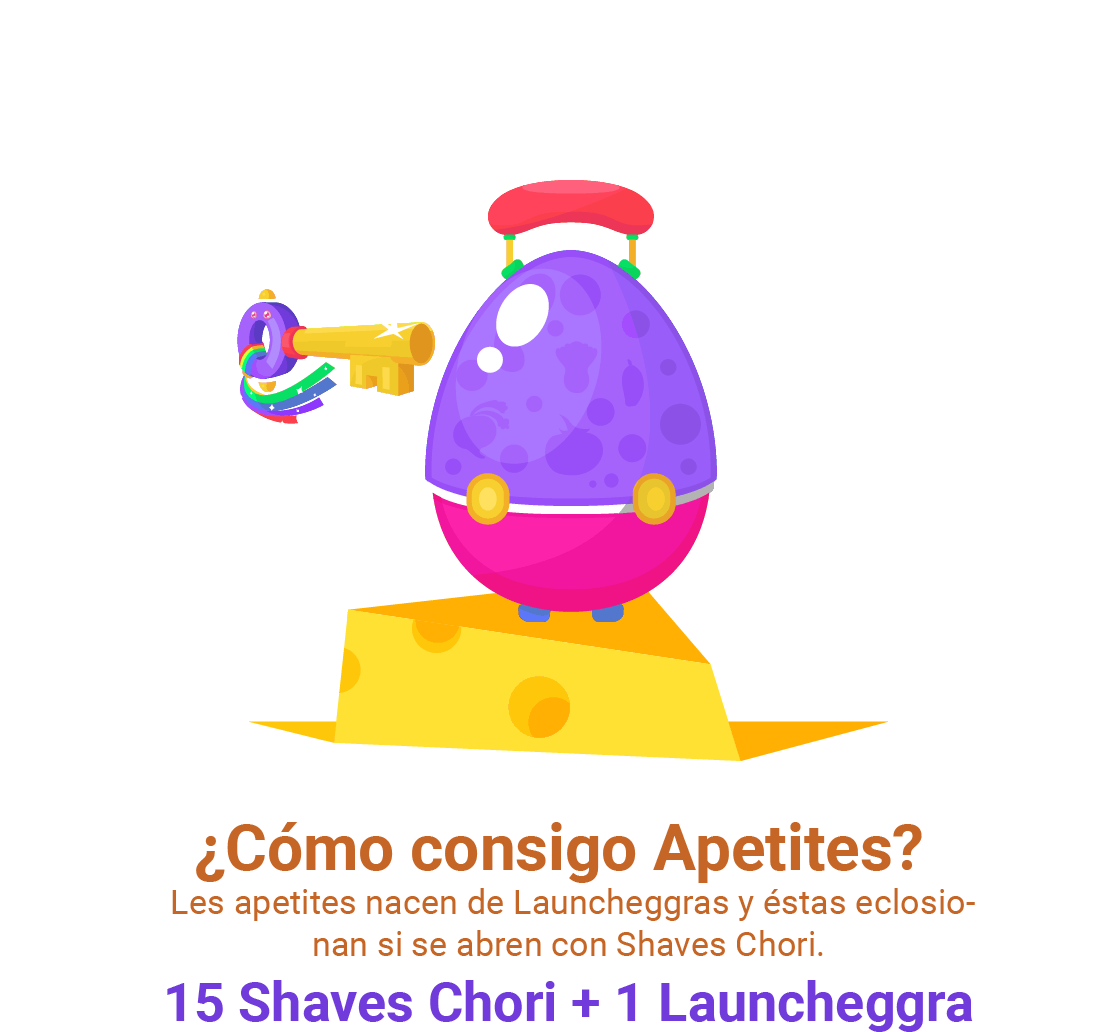 ¿Cómo consigo Apetites?
Les apetites nacen de Launcheggras y éstas eclosio-
nan si se abren con Shaves Chori.
15 Shaves Chori + 1 Launcheggra